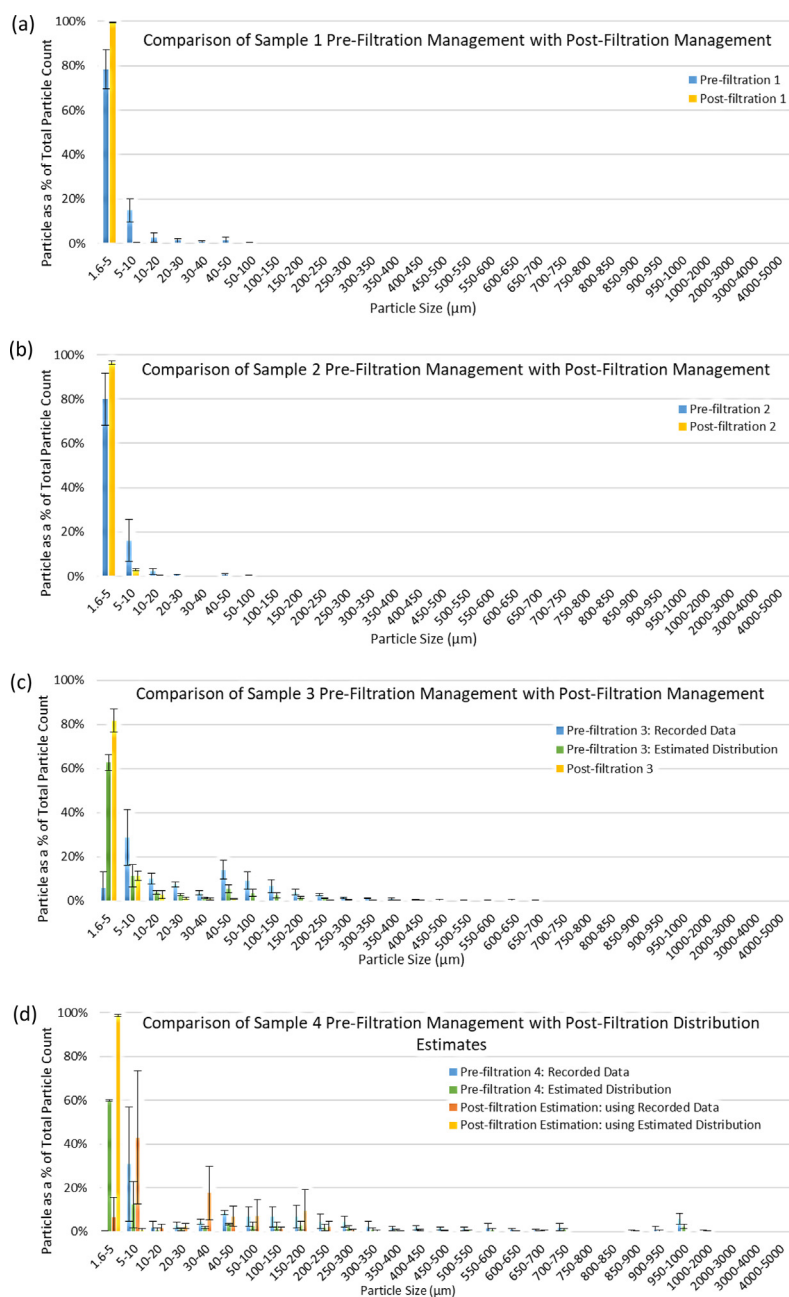 (a)
Comparison of Sample 1 Pre-Filtration Management with Post-Filtration Management
Particle as a % of Total Particle Count
100%
80%
60%
40%
20%
0%
Pre-filtration 1
Post-filtration 1
1.6-5 5-10 10-20 20-30 30-40 40-50 50-100 100-150 150-200 200-250 250-300 300-350 350-400 400-450 450-500 500-550 550-600 600-650 650-700 700-750 750-800 800-850 850-900 900-950 950-1000 1000-2000 2000-3000 3000-4000 4000-5000
Particle Size (µm)
(b)
Comparison of Sample 2 Pre-Filtration Management with Post-Filtration Management
Particle as a % of Total Particle Count
100%
80%
60%
40%
20%
0%
Pre-filtration 2
Post-filtration 2
1.6-5 5-10 10-20 20-30 30-40 40-50 50-100 100-150 150-200 200-250 250-300 300-350 350-400 400-450 450-500 500-550 550-600 600-650 650-700 700-750 750-800 800-850 850-900 900-950 950-1000 1000-2000 2000-3000 3000-4000 4000-5000
Particle Size (µm)
(c)
Comparison of Sample 3 Pre-Filtration Management with Post-Filtration Management
Particle as a % of Total Particle Count
100%
80%
60%
40%
20%
0%
Pre-filtration 3: Recorded Data
Pre-filtration 3: Estimated Distribution
Post-filtration 3
1.6-5 5-10 10-20 20-30 30-40 40-50 50-100 100-150 150-200 200-250 250-300 300-350 350-400 400-450 450-500 500-550 550-600 600-650 650-700 700-750 750-800 800-850 850-900 900-950 950-1000 1000-2000 2000-3000 3000-4000 4000-5000
Particle Size (µm)
(d)
Comparison of Sample 4 Pre-Filtration Management with Post-Filtration Distribution
Estimates
Particle as a % of Total Particle Count
100%
80%
60%
40%
20%
0%
Pre-filtration 4: Recorded Data
Pre-filtration 4: Estimated Distribution
Post-filtration Estimation: using Recorded Data
Post-filtration Estimation: using Estimated Distribution
1.6-5 5-10 10-20 20-30 30-40 40-50 50-100 100-150 150-200 200-250 250-300 300-350 350-400 400-450 450-500 500-550 550-600 600-650 650-700 700-750 750-800 800-850 850-900 900-950 950-1000 1000-2000 2000-3000 3000-4000 4000-5000
Particle Size (µm)